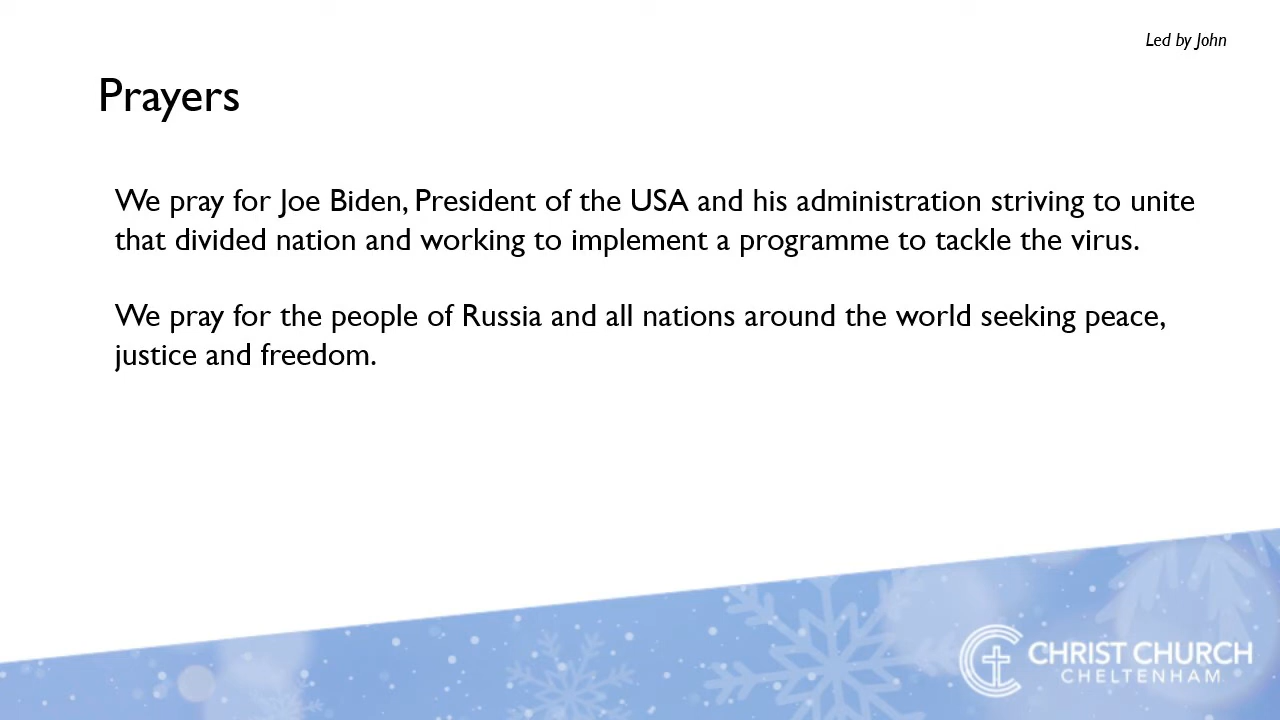 Led by John
Prayers
We pray for Joe Biden, President of the USA and his administration striving to unite
that divided nation and working to implement a programme to tackle the virus.
We pray for the people of Russia and all nations around the world seeking peace,
justice and freedom.
CHRIST CHURCH
CHELTENHAM